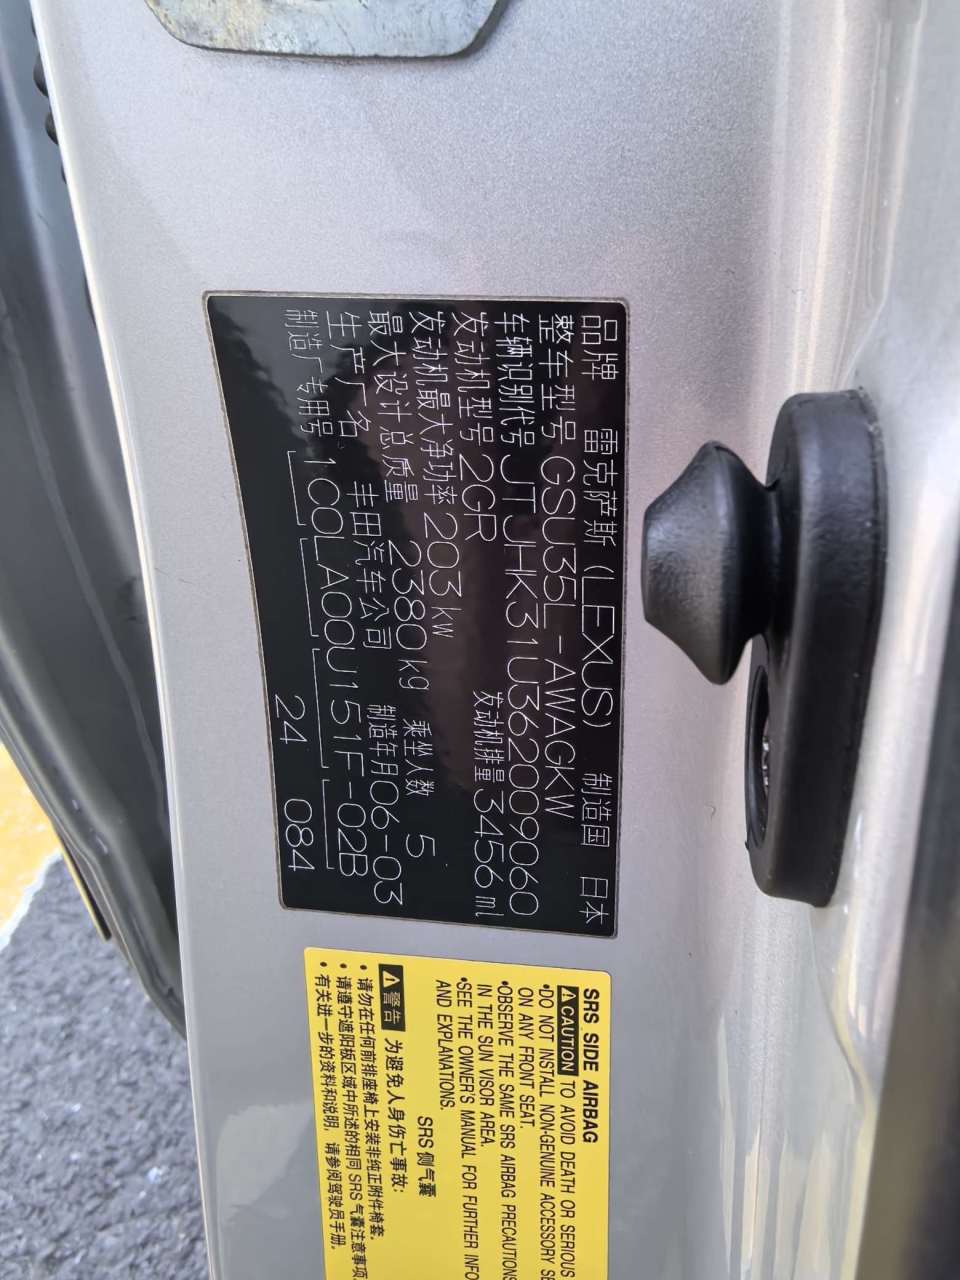 品牌 雷克萨斯(LEXUS) 制造国 日本
整车型号 GSU35L-AWAGKW
车辆识别代号 JTJHK31U362009060
发动机型号 2GR 发动机排量 3456 ml
发动机最大净功率 203 kw
最大设计总质量 2380 kg 乘坐人数 5
生产厂名 丰田汽车公司 制造年月 06-03
制造厂专用号 1C0LA00U151F-02B
24 084
SRS SIDE AIRBAG
CAUTION TO AVOID DEATH OR SERIOUS
•DO NOT INSTALL NON-GENUINE ACCESSORY SE
ON ANY FRONT SEAT.
•OBSERVE THE SAME SRS AIRBAG PRECAUTIONS
IN THE SUN VISOR AREA.
•SEE THE OWNER'S MANUAL FOR FURTHER INFO
AND EXPLANATIONS.
SRS 侧气囊
警告 为避免人身伤亡事故:
•请勿在任何前排座椅上安装非纯正附件椅套.
•请遵守遮阳板区域中所述的相同 SRS 气囊注意事项.
•有关进一步的资料和说明, 请参阅驾驶员手册.